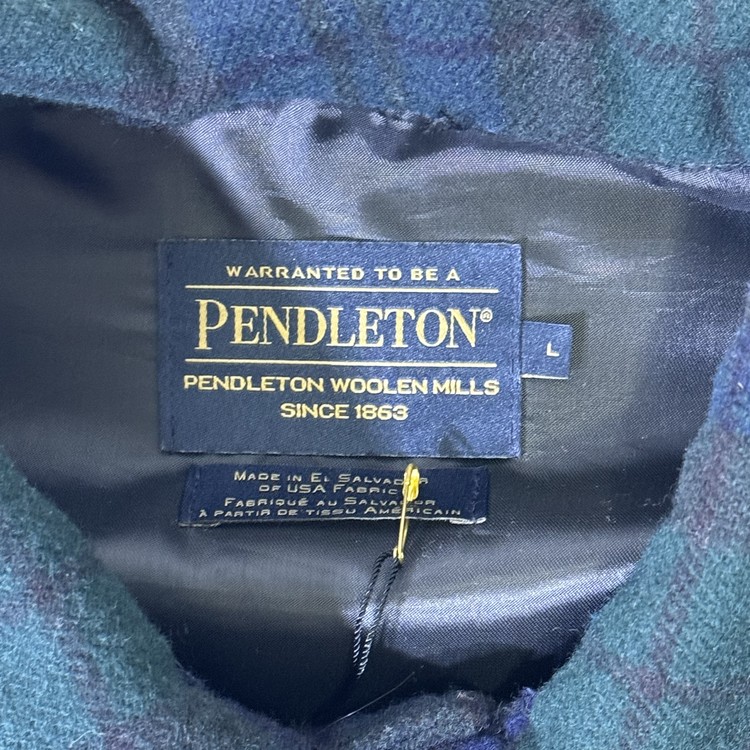 WARRANTED TO BE A
PENDLETON®
PENDLETON WOOLEN MILLS
SINCE 1863
L
MADE IN EL SALVADOR
OF USA FABRIC
FABRIQUÉ AU SALVADOR
À PARTIR DE TISSU AMÉRICAIN